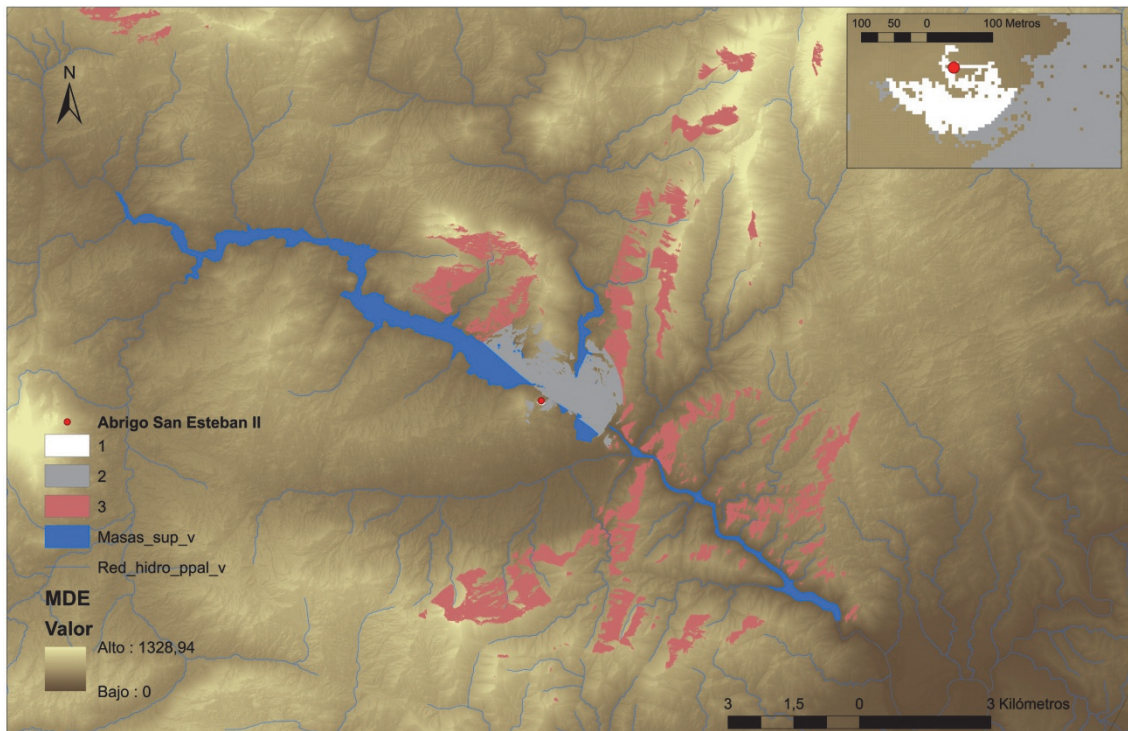 100 50 0 100 Metros
N
Abrigo San Esteban II
1
2
3
Masas_sup_v
Red_hidro_ppal_v
MDE
Valor
Alto : 1328,94
Bajo : 0
3 1,5 0 3 Kilómetros